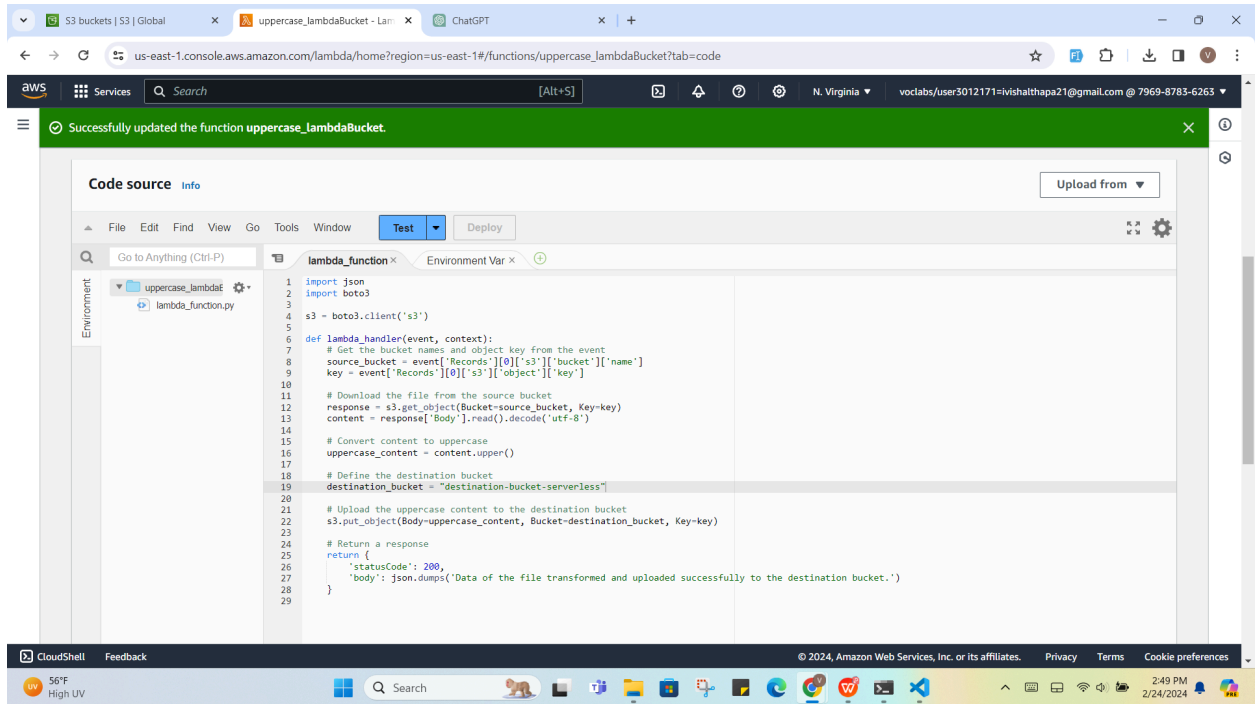 S3 buckets | S3 | Global
uppercase_lambdaBucket - Lam
ChatGPT
us-east-1.console.aws.amazon.com/lambda/home?region=us-east-1#/functions/uppercase_lambdaBucket?tab=code
aws
Services
Search
[Alt+S]
N. Virginia
voclabs/user3012171=ivishalthapa21@gmail.com @ 7969-8783-6263
Successfully updated the function uppercase_lambdaBucket.
Code source Info
Upload from
File Edit Find View Go Tools Window
Test
Deploy
Go to Anything (Ctrl-P)
lambda_function
Environment Var
Environment
uppercase_lambdaE
lambda_function.py
1 import json
2 import boto3
3
4 s3 = boto3.client('s3')
5
6 def lambda_handler(event, context):
7 # Get the bucket names and object key from the event
8 source_bucket = event['Records'][0]['s3']['bucket']['name']
9 key = event['Records'][0]['s3']['object']['key']
10
11 # Download the file from the source bucket
12 response = s3.get_object(Bucket=source_bucket, Key=key)
13 content = response['Body'].read().decode('utf-8')
14
15 # Convert content to uppercase
16 uppercase_content = content.upper()
17
18 # Define the destination bucket
19 destination_bucket = "destination-bucket-serverless"
20
21 # Upload the uppercase content to the destination bucket
22 s3.put_object(Body=uppercase_content, Bucket=destination_bucket, Key=key)
23
24 # Return a response
25 return {
26 'statusCode': 200,
27 'body': json.dumps('Data of the file transformed and uploaded successfully to the destination bucket.')
28 }
29
CloudShell Feedback
© 2024, Amazon Web Services, Inc. or its affiliates. Privacy Terms Cookie preferences
UV
56°F
High UV
Search
2:49 PM
2/24/2024